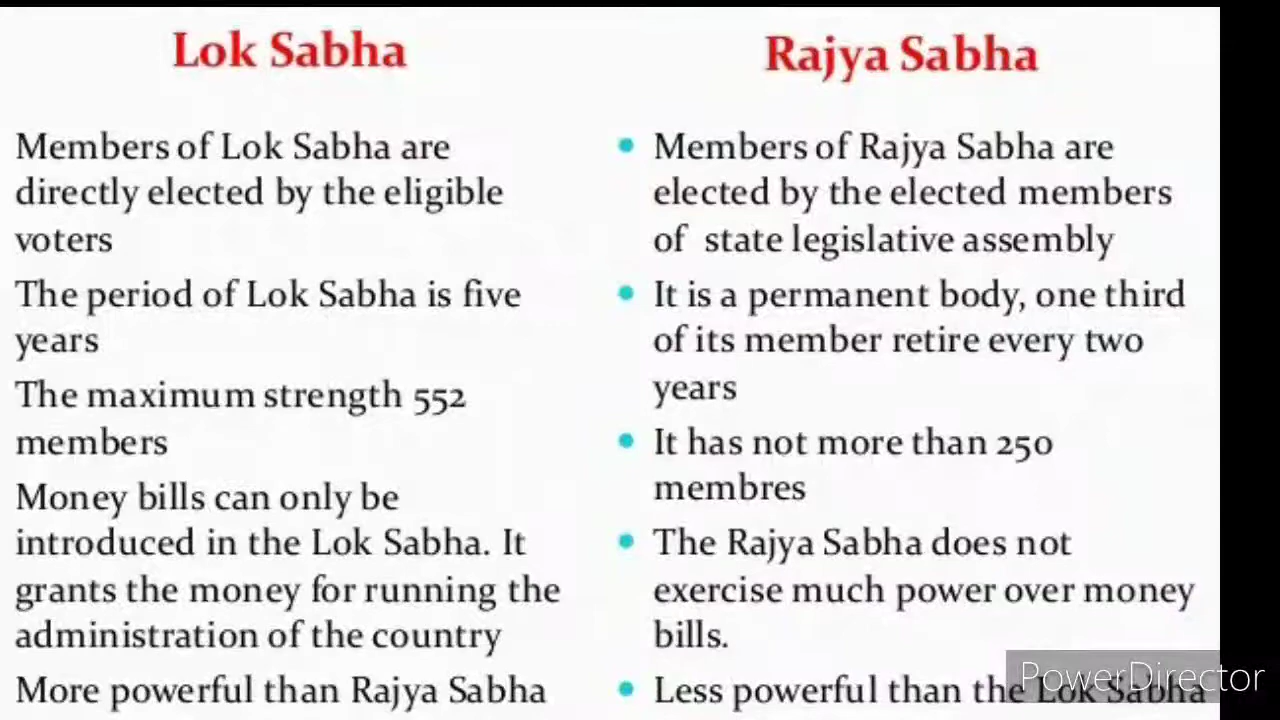 Lok Sabha
Members of Lok Sabha are
directly elected by the eligible
voters
The period of Lok Sabha is five
years
The maximum strength 552
members
Money bills can only be
introduced in the Lok Sabha. It
grants the money for running the
administration of the country
More powerful than Rajya Sabha
Rajya Sabha
• Members of Rajya Sabha are
elected by the elected members
of state legislative assembly
• It is a permanent body, one third
of its member retire every two
years
• It has not more than 250
membres
• The Rajya Sabha does not
exercise much power over money
bills.
• Less powerful than the Lok Sabha
PowerDirector